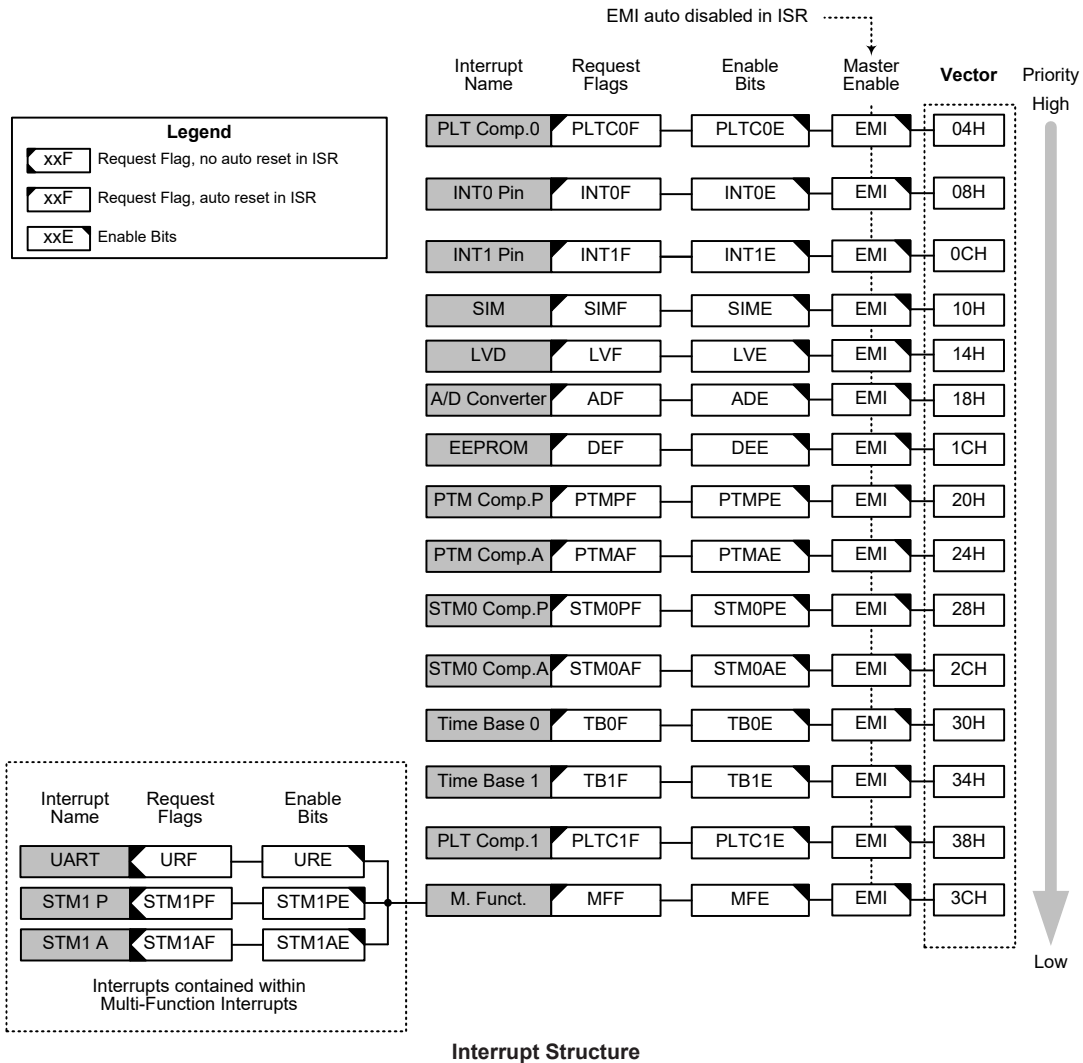 EMI auto disabled in ISR
Interrupt Name
Request Flags
Enable Bits
Master Enable
Vector
Priority
High
Legend
xxF Request Flag, no auto reset in ISR
xxF Request Flag, auto reset in ISR
xxE Enable Bits
PLT Comp.0 PLTC0F PLTC0E EMI 04H
INT0 Pin INT0F INT0E EMI 08H
INT1 Pin INT1F INT1E EMI 0CH
SIM SIMF SIME EMI 10H
LVD LVF LVE EMI 14H
A/D Converter ADF ADE EMI 18H
EEPROM DEF DEE EMI 1CH
PTM Comp.P PTMPF PTMPE EMI 20H
PTM Comp.A PTMAF PTMAE EMI 24H
STM0 Comp.P STM0PF STM0PE EMI 28H
STM0 Comp.A STM0AF STM0AE EMI 2CH
Time Base 0 TB0F TB0E EMI 30H
Time Base 1 TB1F TB1E EMI 34H
PLT Comp.1 PLTC1F PLTC1E EMI 38H
M. Funct. MFF MFE EMI 3CH
Low
Interrupt Name
Request Flags
Enable Bits
UART URF URE
STM1 P STM1PF STM1PE
STM1 A STM1AF STM1AE
Interrupts contained within
Multi-Function Interrupts
Interrupt Structure